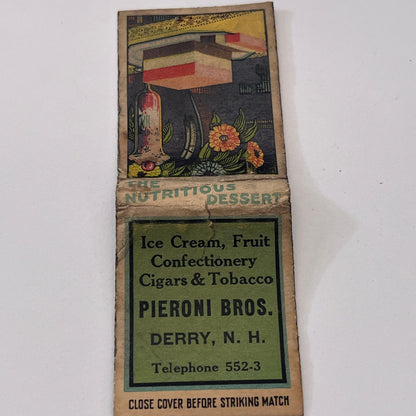 THE
NUTRITIOUS
DESSERT
Ice Cream, Fruit
Confectionery
Cigars & Tobacco
PIERONI BROS.
DERRY, N. H.
Telephone 552-3
CLOSE COVER BEFORE STRIKING MATCH